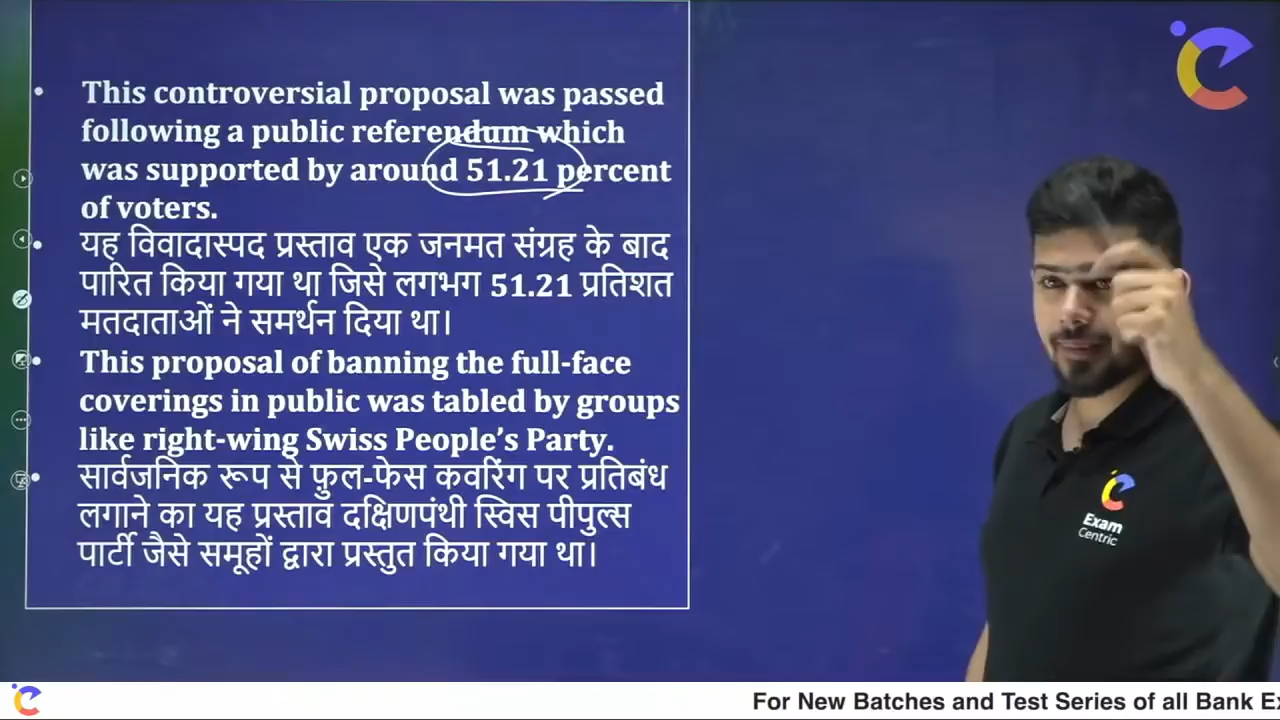 This controversial proposal was passed
following a public referendum which
was supported by around 51.21 percent
of voters.
यह विवादास्पद प्रस्ताव एक जनमत संग्रह के बाद
पारित किया गया था जिसे लगभग 51.21 प्रतिशत
मतदाताओं ने समर्थन दिया था।
This proposal of banning the full-face
coverings in public was tabled by groups
like right-wing Swiss People’s Party.
सार्वजनिक रूप से फ़ुल-फेस कवरिंग पर प्रतिबंध
लगाने का यह प्रस्ताव दक्षिणपंथी स्विस पीपुल्स
पार्टी जैसे समूहों द्वारा प्रस्तुत किया गया था।
Exam
Centric
For New Batches and Test Series of all Bank Ex